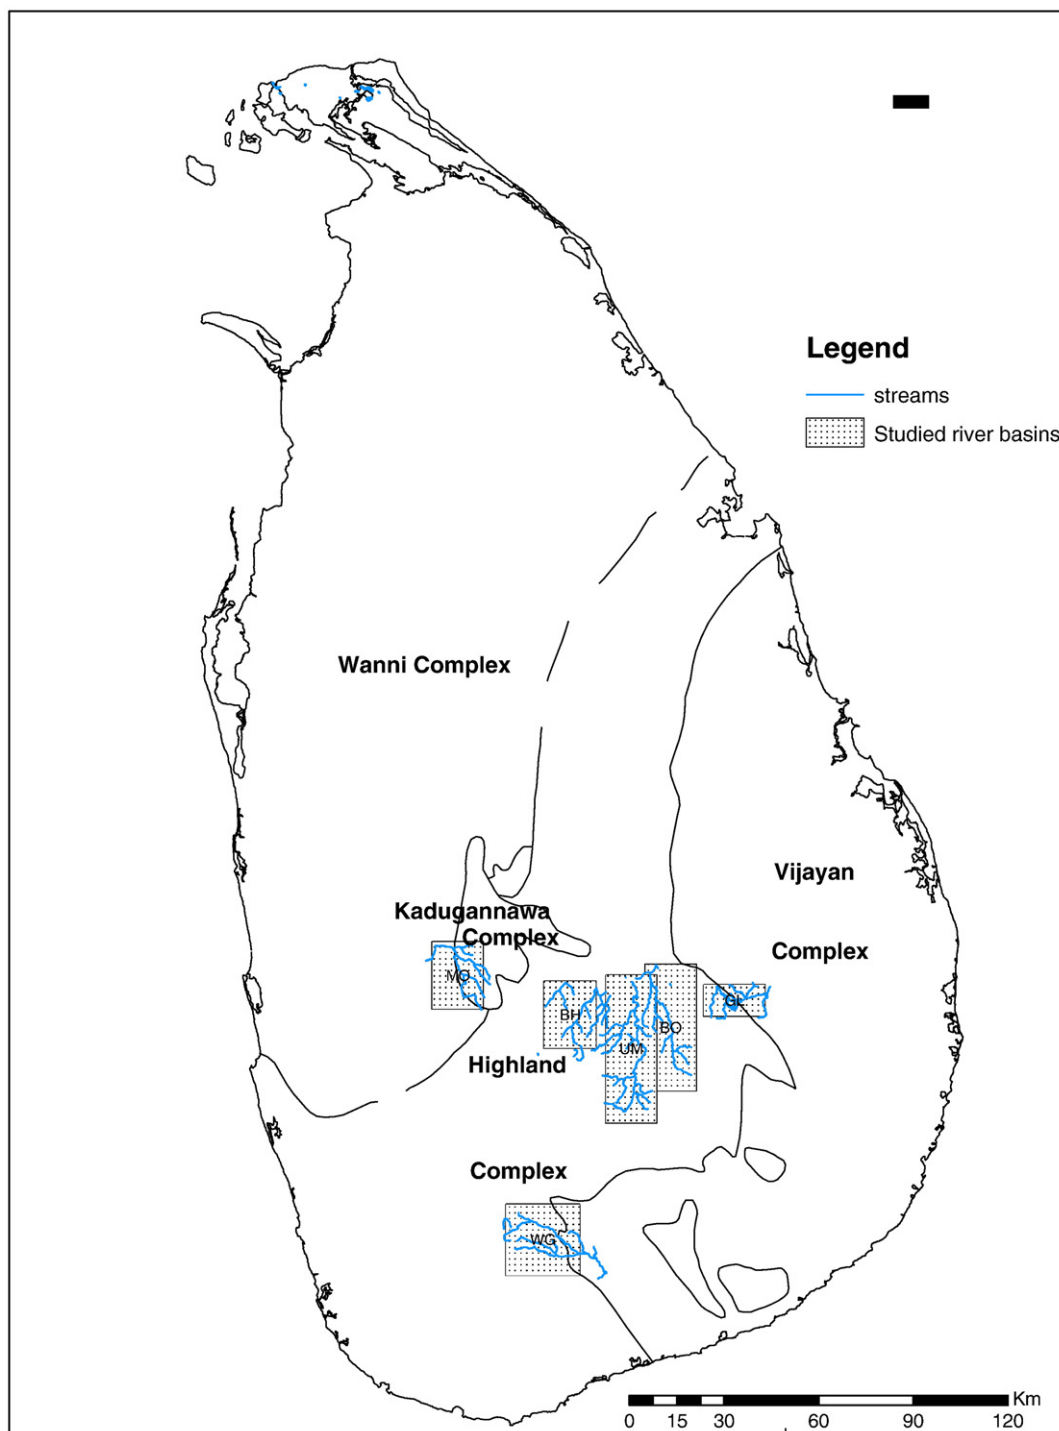 Legend
streams
Studied river basins
Wanni Complex
Vijayan
Kadugannawa
Complex
Complex
MO
GL
BH
BO
UM
Highland
Complex
WG
Km
0 15 30 60 90 120